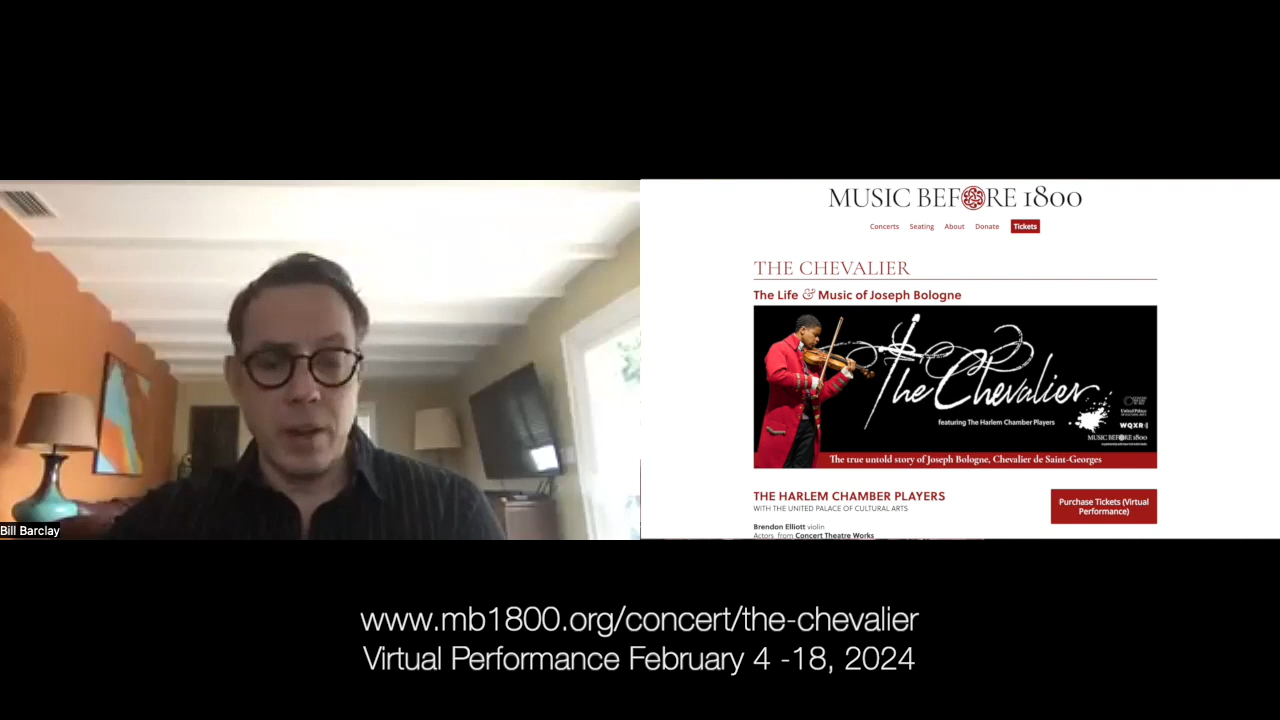 Bill Barclay
MUSIC BEFORE 1800
Concerts Seating About Donate Tickets
THE CHEVALIER
The Life & Music of Joseph Bologne
The Chevalier
featuring The Harlem Chamber Players
United Palace
WQXR
MUSIC BEFORE 1800
The true untold story of Joseph Bologne, Chevalier de Saint-Georges
THE HARLEM CHAMBER PLAYERS
WITH THE UNITED PALACE OF CULTURAL ARTS
Purchase Tickets (Virtual
Performance)
Brendon Elliott violin
Actors from Concert Theatre Works
www.mb1800.org/concert/the-chevalier
Virtual Performance February 4 -18, 2024